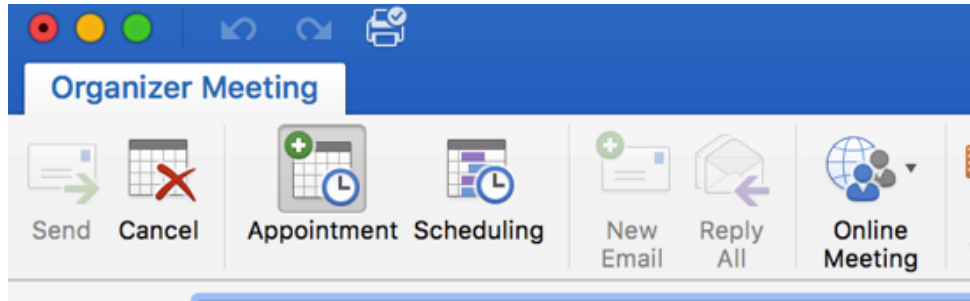 Organizer Meeting
Send Cancel Appointment Scheduling New Email Reply All Online Meeting